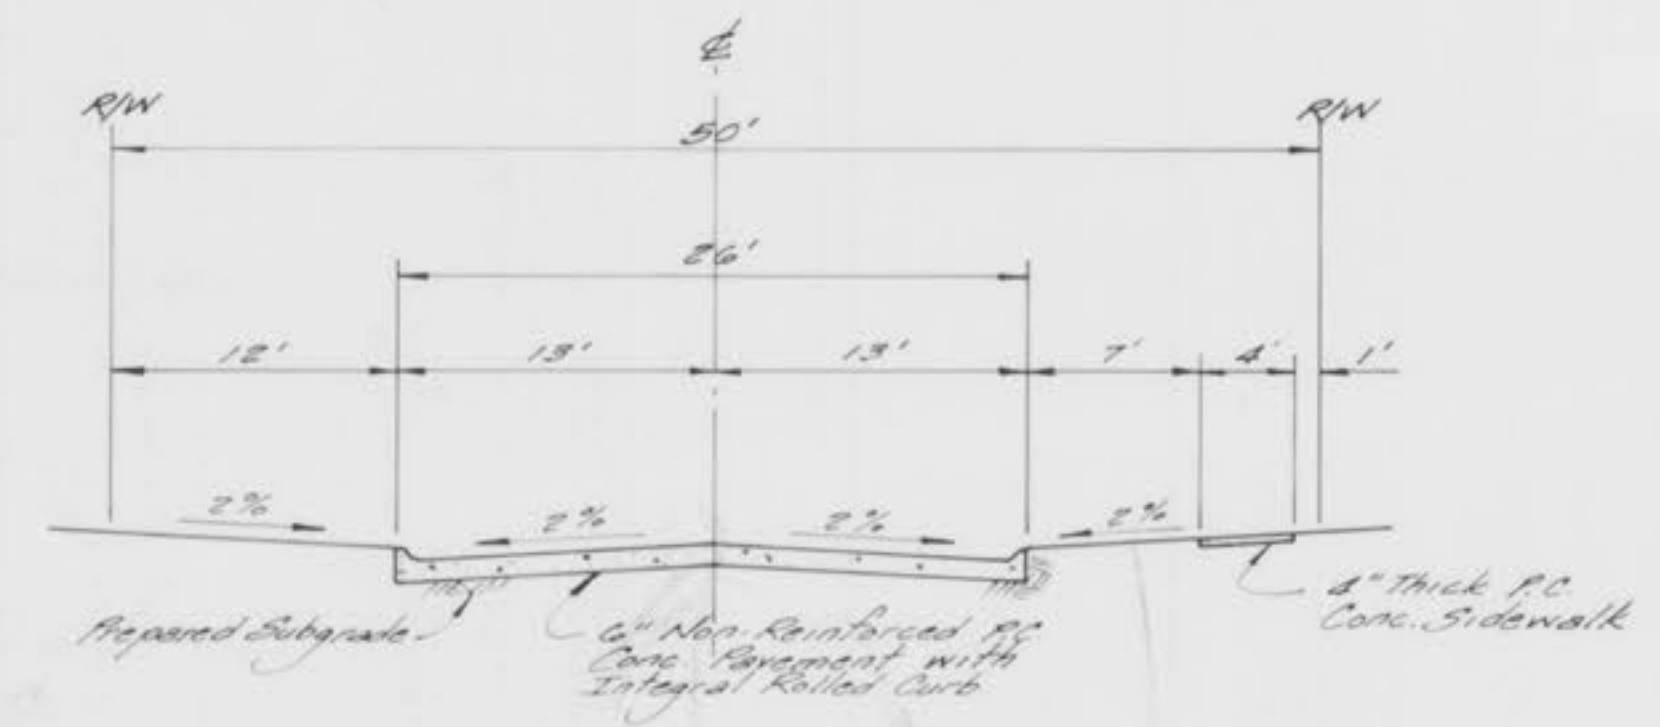 ℄
R/W
R/W
50'
26'
12'
13'
13'
7'
4'
1'
2%
2%
2%
2%
Prepared Subgrade
6" Non-Reinforced P.C.
Conc. Pavement with
Integral Rolled Curb
4" Thick P.C.
Conc. Sidewalk